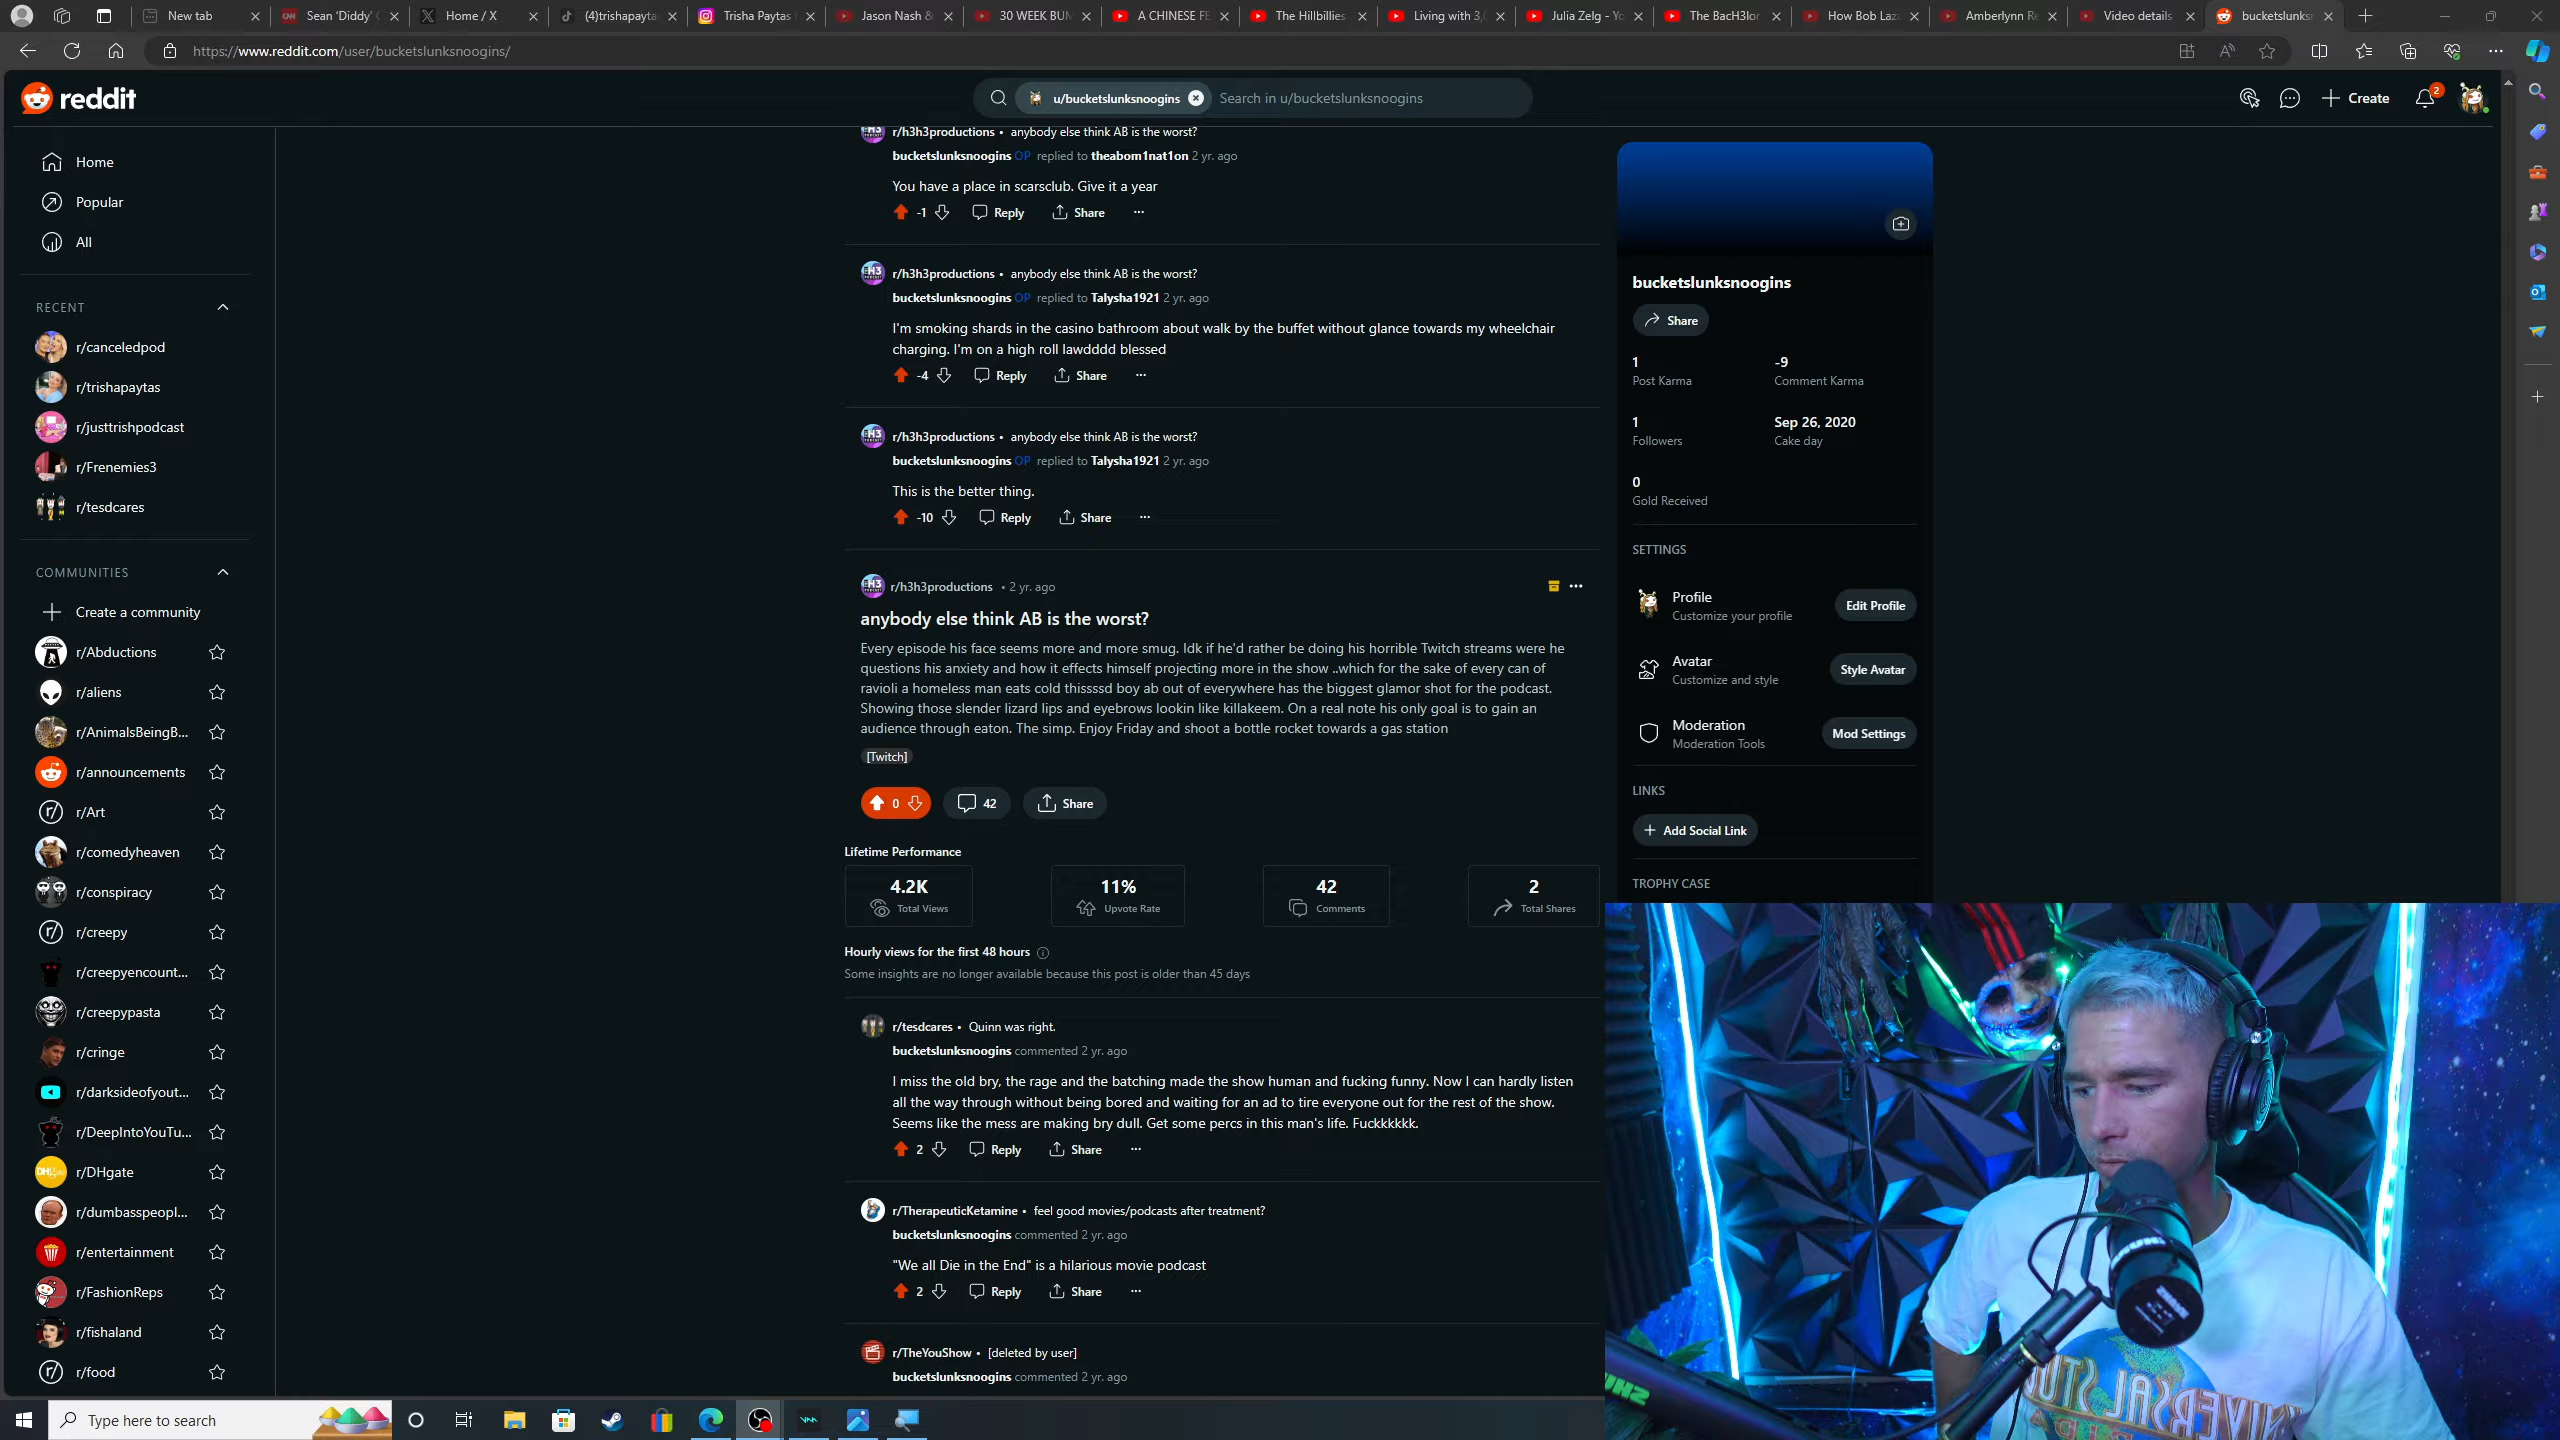 New tab
Sean 'Diddy'
Home / X
(4)trishapayta
Trisha Paytas
Jason Nash &
30 WEEK BUM
A CHINESE FE
The Hillbillies
Living with 3,
Julia Zelg - Yo
The BacH3lor
How Bob Laza
Amberlynn Re
Video details
bucketslunksn
https://www.reddit.com/user/bucketslunksnoogins/
reddit
u/bucketslunksnoogins
Search in u/bucketslunksnoogins
Create
2
Home
Popular
All
RECENT
r/canceledpod
r/trishapaytas
r/justtrishpodcast
r/Frenemies3
r/tesdcares
COMMUNITIES
Create a community
r/Abductions
r/aliens
r/AnimalsBeingB...
r/announcements
r/Art
r/comedyheaven
r/conspiracy
r/creepy
r/creepyencount...
r/creepypasta
r/cringe
r/darksideofyout...
r/DeepIntoYouTu...
r/DHgate
r/dumbasspeopl...
r/entertainment
r/FashionReps
r/fishaland
r/food
r/h3h3productions • anybody else think AB is the worst?
bucketslunksnoogins OP replied to theabom1nat1on 2 yr. ago
You have a place in scarsclub. Give it a year
-1 Reply Share ...
r/h3h3productions • anybody else think AB is the worst?
bucketslunksnoogins OP replied to Talysha1921 2 yr. ago
I'm smoking shards in the casino bathroom about walk by the buffet without glance towards my wheelchair
charging. I'm on a high roll lawdddd blessed
-4 Reply Share ...
r/h3h3productions • anybody else think AB is the worst?
bucketslunksnoogins OP replied to Talysha1921 2 yr. ago
This is the better thing.
-10 Reply Share ...
r/h3h3productions • 2 yr. ago
anybody else think AB is the worst?
Every episode his face seems more and more smug. Idk if he'd rather be doing his horrible Twitch streams were he
questions his anxiety and how it effects himself projecting more in the show ..which for the sake of every can of
ravioli a homeless man eats cold thissssd boy ab out of everywhere has the biggest glamor shot for the podcast.
Showing those slender lizard lips and eyebrows lookin like killakeem. On a real note his only goal is to gain an
audience through eaton. The simp. Enjoy Friday and shoot a bottle rocket towards a gas station
[Twitch]
0 42 Share
Lifetime Performance
4.2K 11% 42 2
Total Views Upvote Rate Comments Total Shares
Hourly views for the first 48 hours
Some insights are no longer available because this post is older than 45 days
r/tesdcares • Quinn was right.
bucketslunksnoogins commented 2 yr. ago
I miss the old bry, the rage and the batching made the show human and fucking funny. Now I can hardly listen
all the way through without being bored and waiting for an ad to tire everyone out for the rest of the show.
Seems like the mess are making bry dull. Get some percs in this man's life. Fuckkkkkk.
2 Reply Share ...
r/TherapeuticKetamine • feel good movies/podcasts after treatment?
bucketslunksnoogins commented 2 yr. ago
"We all Die in the End" is a hilarious movie podcast
2 Reply Share ...
r/TheYouShow • [deleted by user]
bucketslunksnoogins commented 2 yr. ago
bucketslunksnoogins
Share
1 -9
Post Karma Comment Karma
1 Sep 26, 2020
Followers Cake day
0
Gold Received
SETTINGS
Profile
Customize your profile
Edit Profile
Avatar
Customize and style
Style Avatar
Moderation
Moderation Tools
Mod Settings
LINKS
Add Social Link
TROPHY CASE
Type here to search